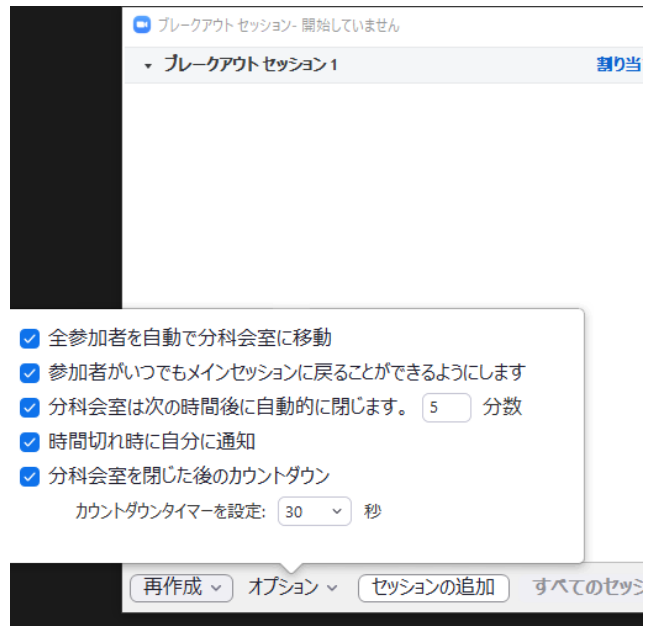 ブレークアウト セッション- 開始していません
ブレークアウト セッション 1 割り当
全参加者を自動で分科会室に移動
参加者がいつでもメインセッションに戻ることができるようにします
分科会室は次の時間後に自動的に閉じます。 5 分数
時間切れ時に自分に通知
分科会室を閉じた後のカウントダウン
カウントダウンタイマーを設定: 30 秒
再作成 オプション セッションの追加 すべてのセッシ